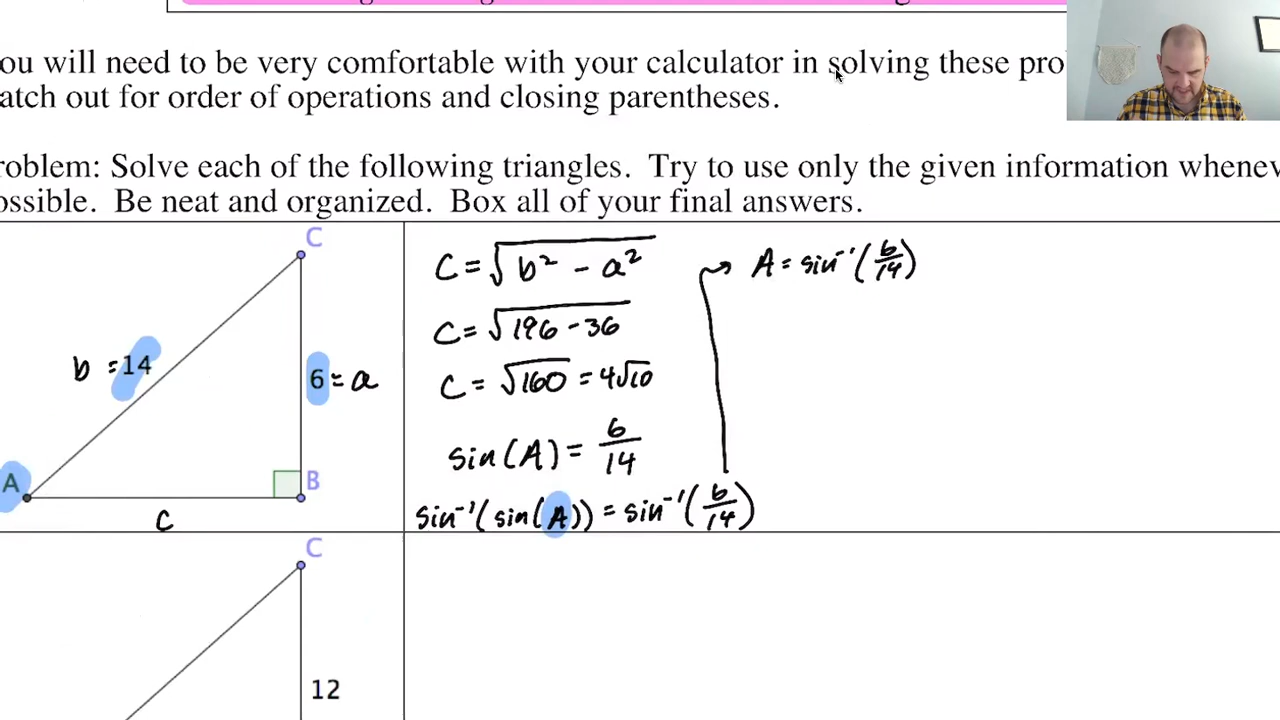 ou will need to be very comfortable with your calculator in solving these pro
atch out for order of operations and closing parentheses.
roblem: Solve each of the following triangles. Try to use only the given information whenev
ossible. Be neat and organized. Box all of your final answers.
C
b = 14
6 = a
A
B
c
c = √b² - a²
c = √196 - 36
c = √160 = 4√10
sin(A) = 6/14
sin⁻¹(sin(A)) = sin⁻¹(6/14)
A = sin⁻¹(6/14)
C
12